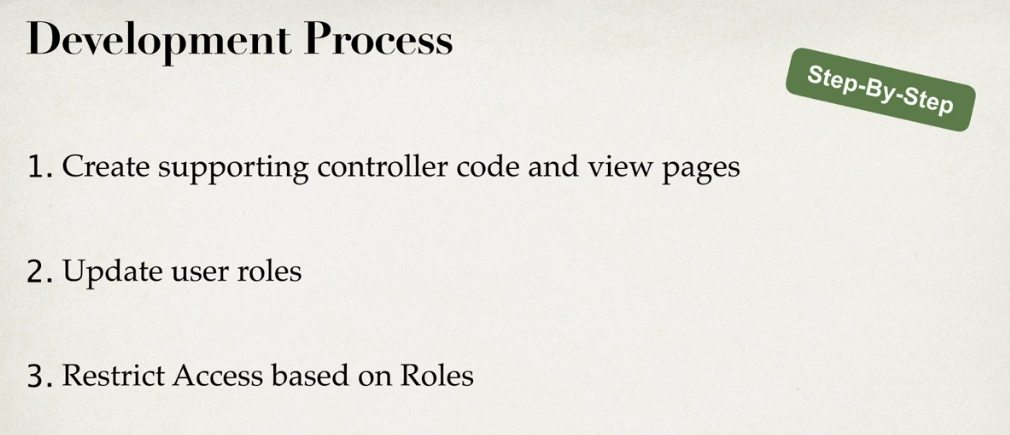 Development Process
Step-By-Step
1. Create supporting controller code and view pages
2. Update user roles
3. Restrict Access based on Roles